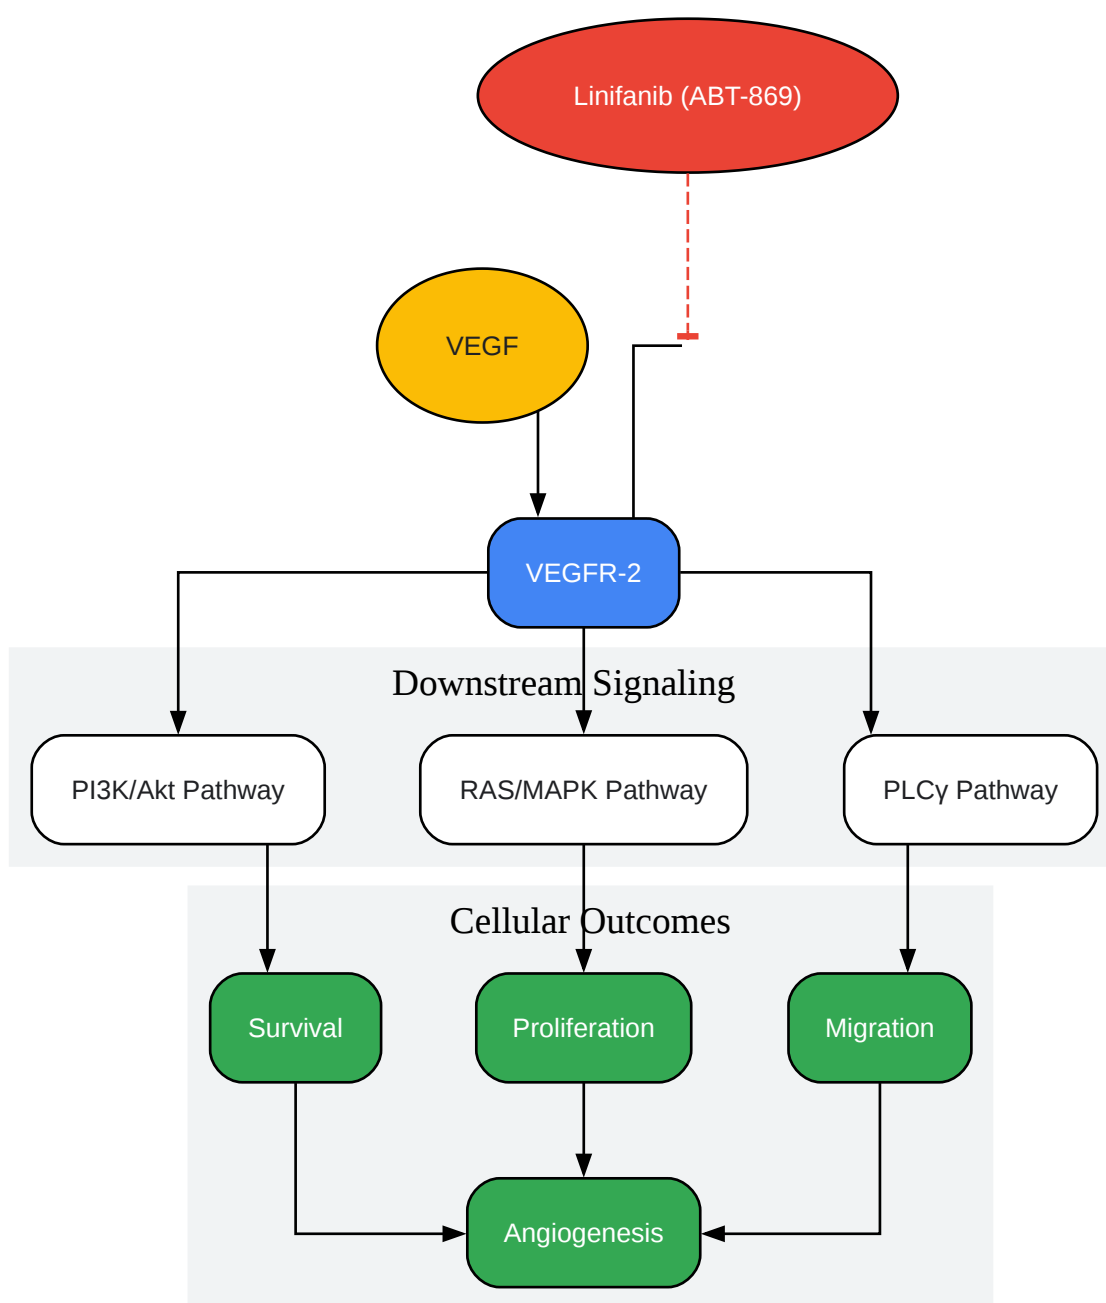 Linifanib (ABT-869)
VEGF
VEGFR-2
Downstream Signaling
PI3K/Akt Pathway
RAS/MAPK Pathway
PLCγ Pathway
Cellular Outcomes
Survival
Proliferation
Migration
Angiogenesis